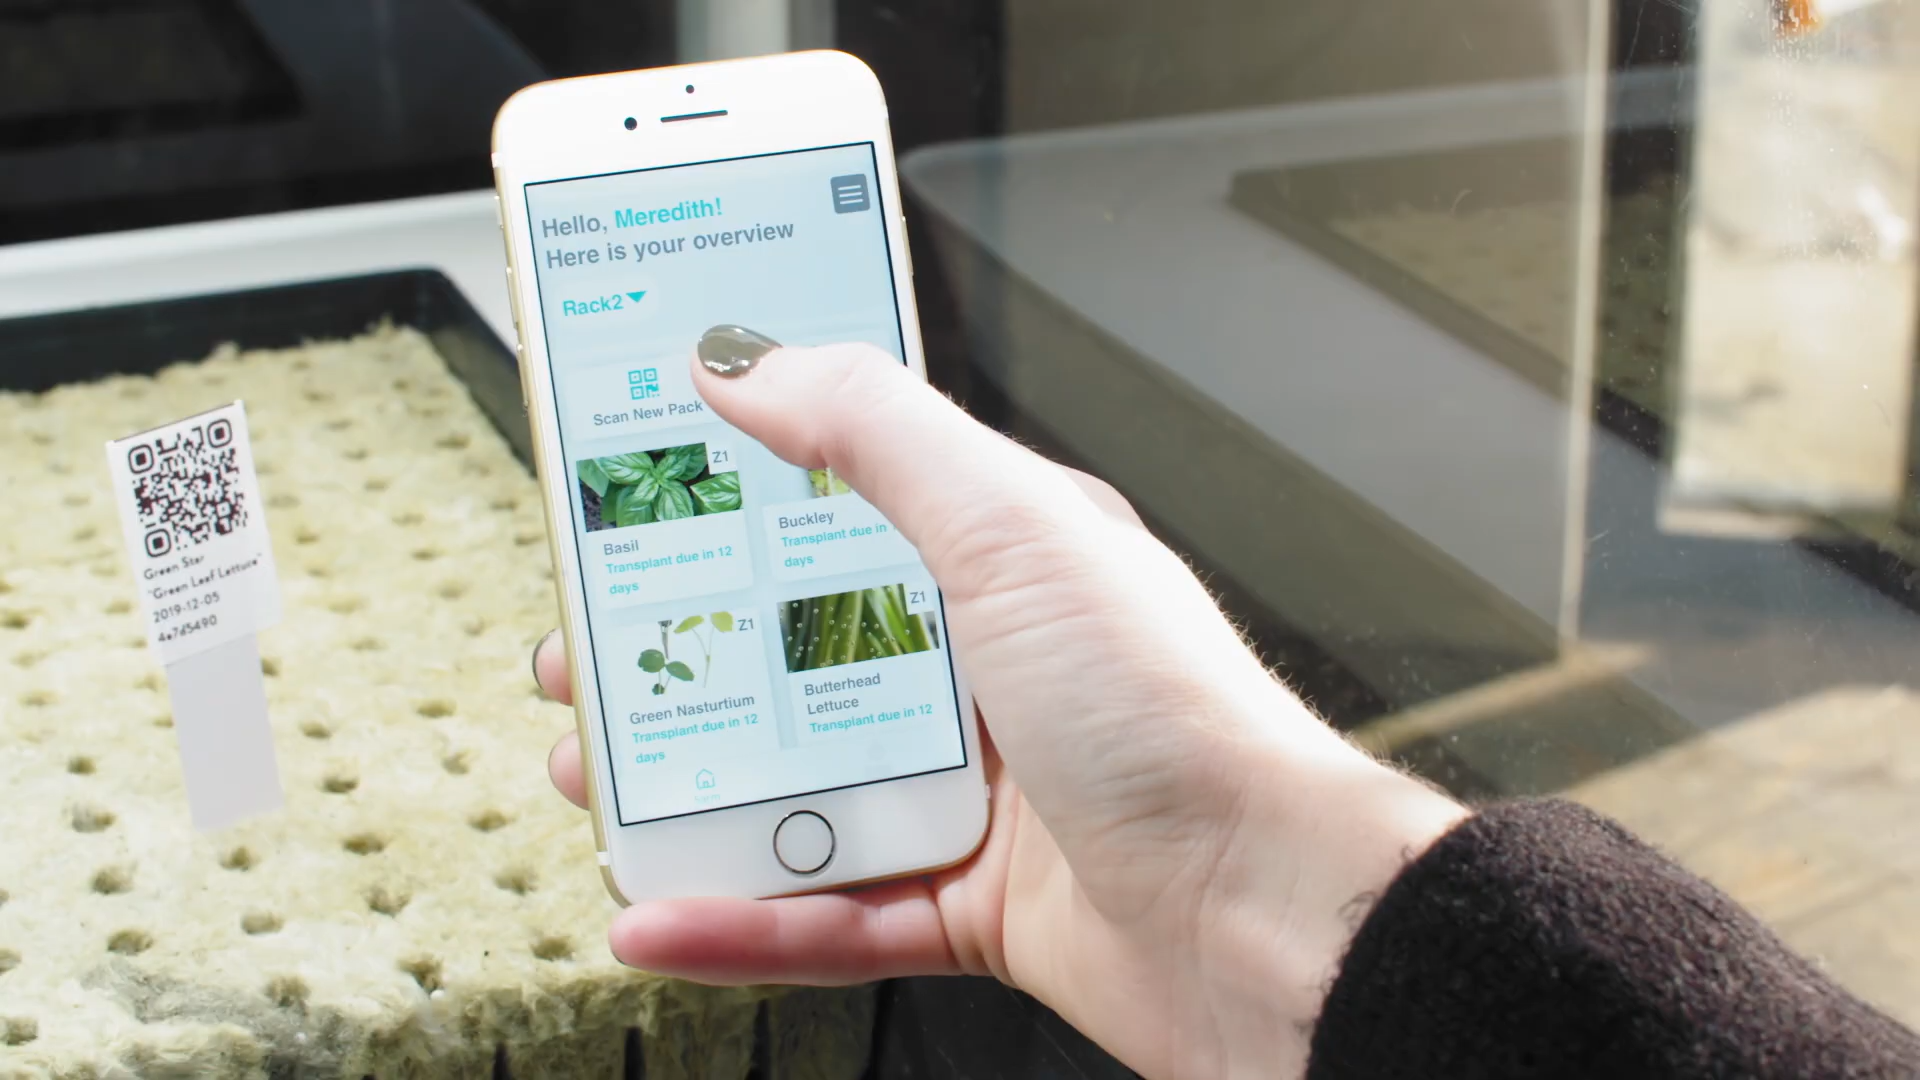 Hello, Meredith!
Here is your overview
Rack2
Scan New Pack
Z1
Basil
Transplant due in 12
days
Buckley
Transplant due in
days
Z1
Green Nasturtium
Transplant due in 12
days
Z1
Butterhead
Lettuce
Transplant due in 12
Green Star
"Green Leaf Lettuce"
2019-12-05
4e7d5490